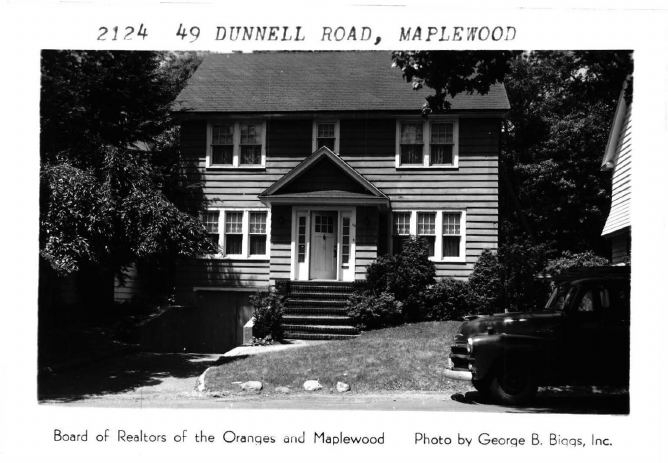 2124 49 DUNNELL ROAD, MAPLEWOOD
Board of Realtors of the Oranges and Maplewood Photo by George B. Biggs, Inc.